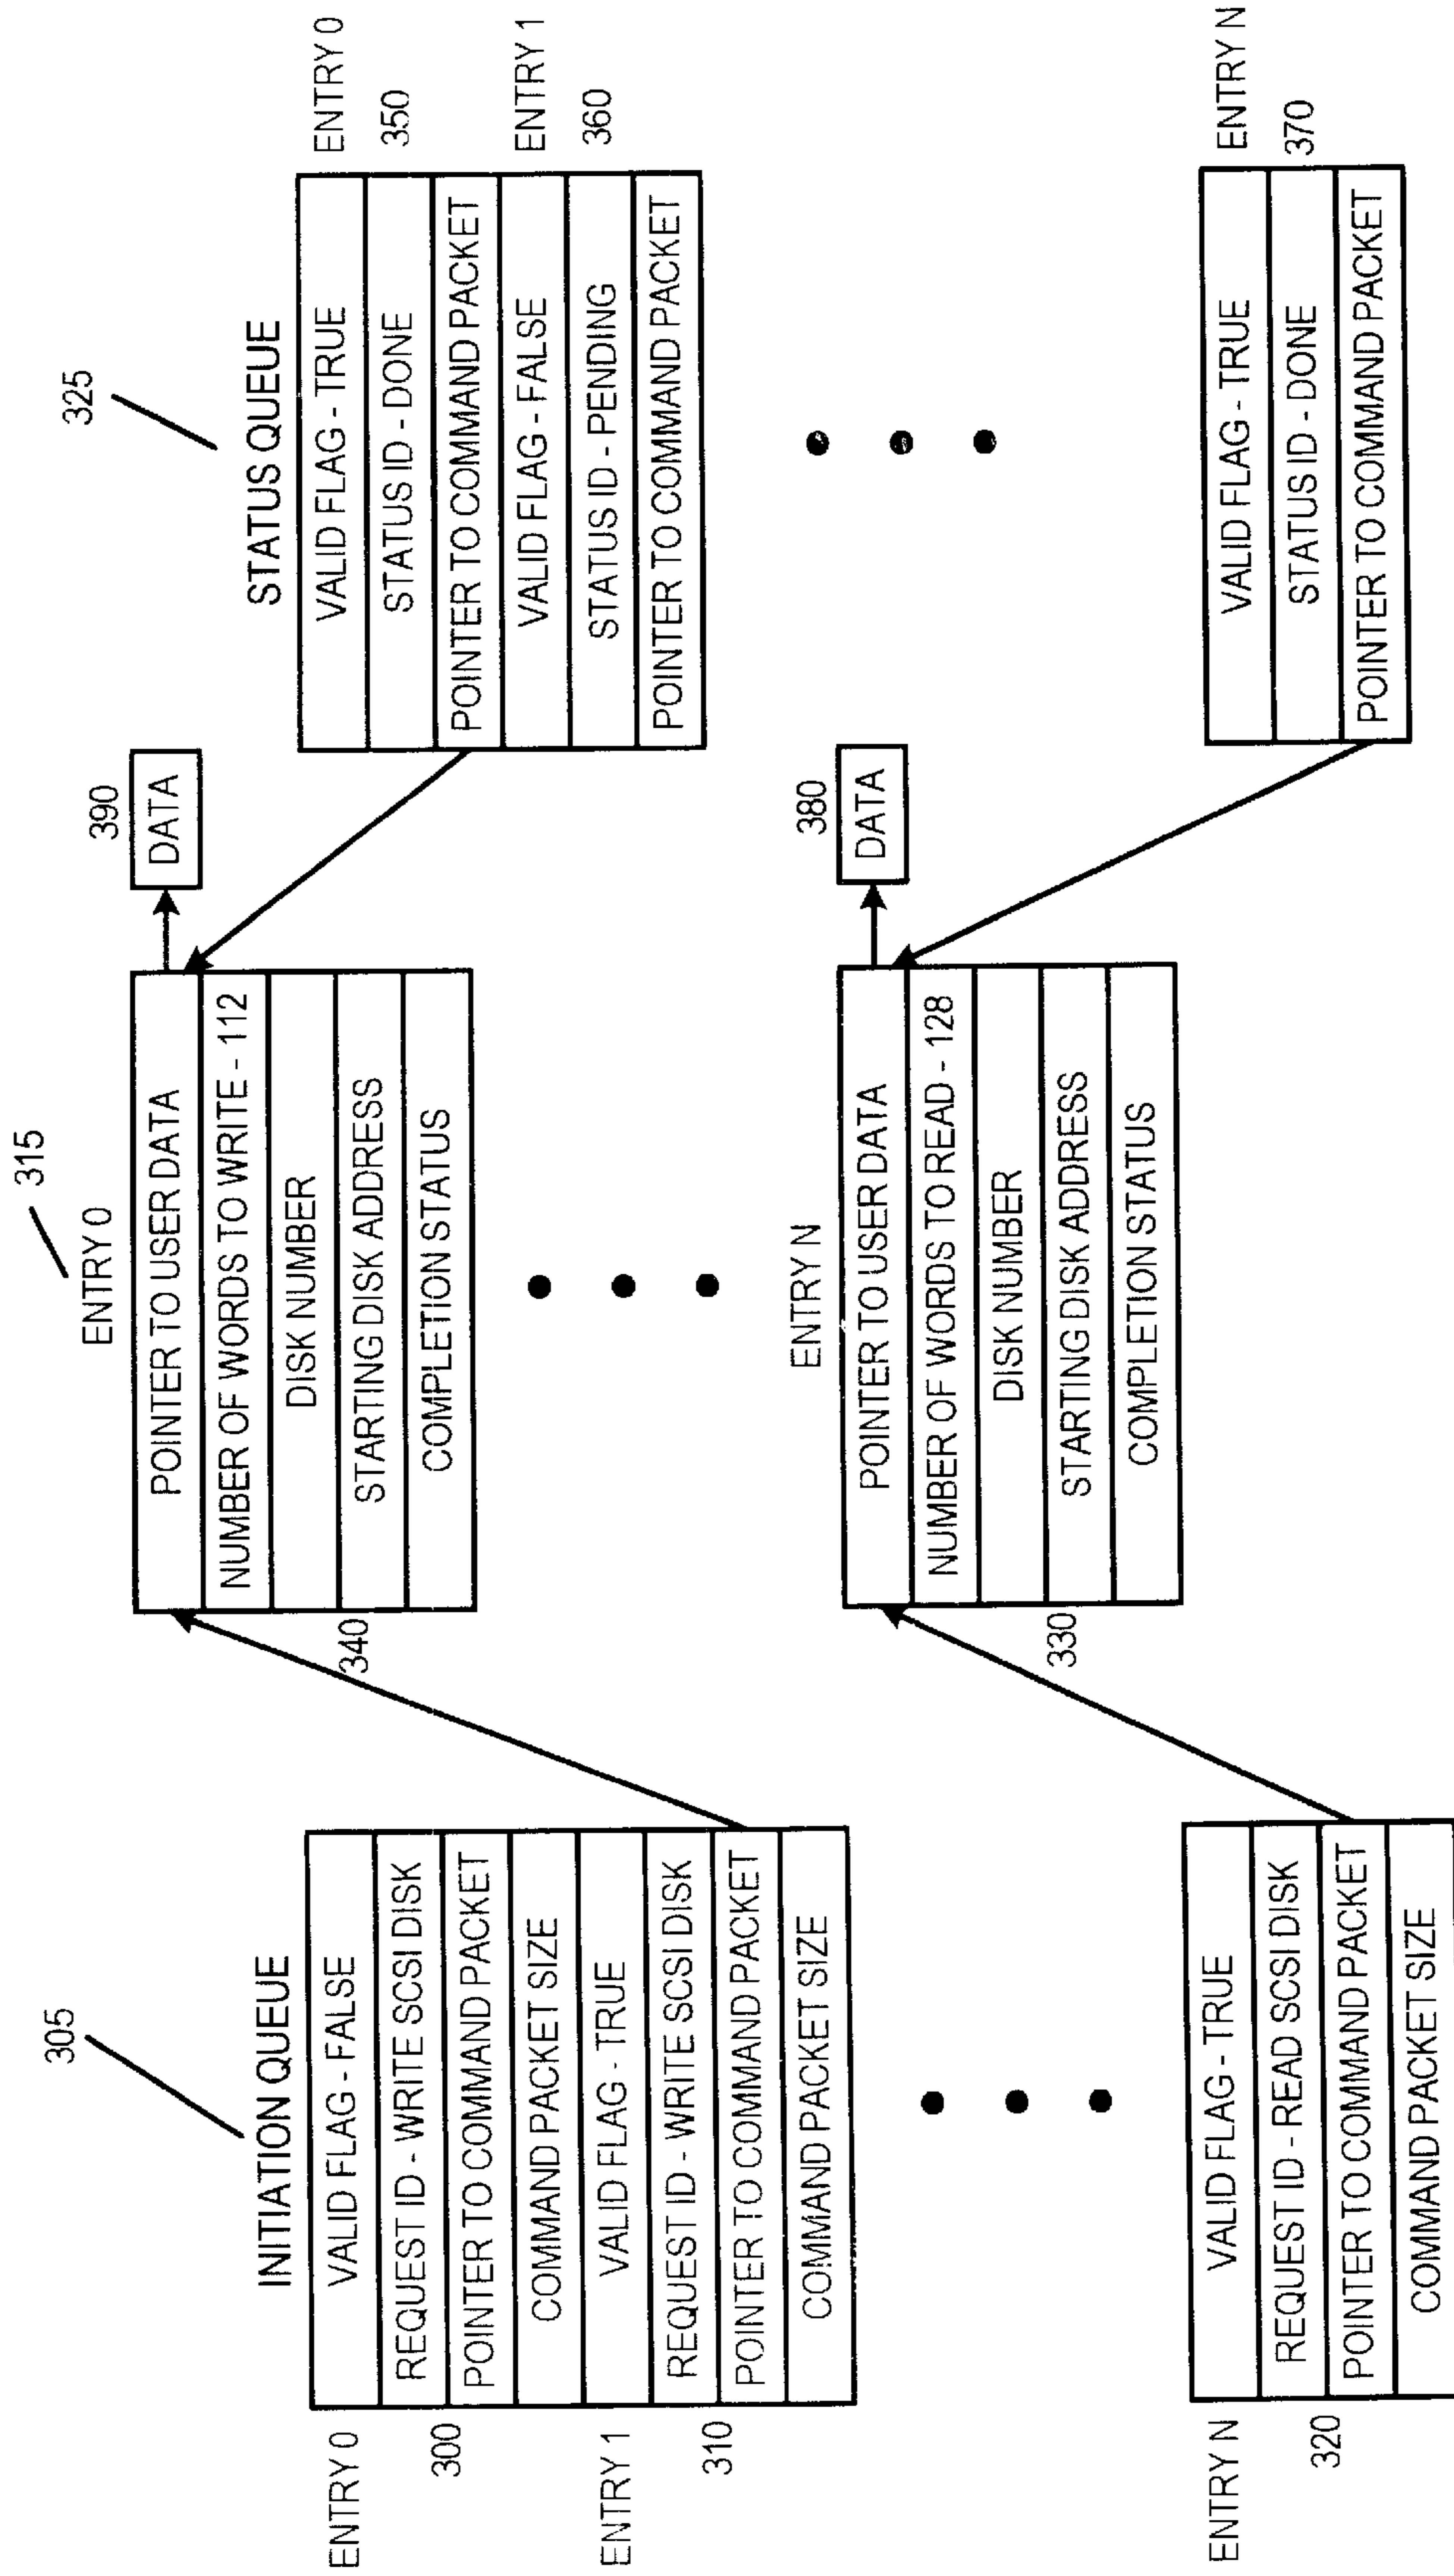 305
INITIATION QUEUE
ENTRY 0
300
VALID FLAG - FALSE
REQUEST ID - WRITE SCSI DISK
POINTER TO COMMAND PACKET
COMMAND PACKET SIZE
ENTRY 1
310
VALID FLAG - TRUE
REQUEST ID - WRITE SCSI DISK
POINTER TO COMMAND PACKET
COMMAND PACKET SIZE
ENTRY N
320
VALID FLAG - TRUE
REQUEST ID - READ SCSI DISK
POINTER TO COMMAND PACKET
COMMAND PACKET SIZE
315
ENTRY 0
POINTER TO USER DATA
NUMBER OF WORDS TO WRITE - 112
DISK NUMBER
STARTING DISK ADDRESS
COMPLETION STATUS
340
390
DATA
ENTRY N
POINTER TO USER DATA
NUMBER OF WORDS TO READ - 128
DISK NUMBER
STARTING DISK ADDRESS
COMPLETION STATUS
330
380
DATA
325
STATUS QUEUE
VALID FLAG - TRUE
STATUS ID - DONE
POINTER TO COMMAND PACKET
ENTRY 0
350
VALID FLAG - FALSE
STATUS ID - PENDING
POINTER TO COMMAND PACKET
ENTRY 1
360
VALID FLAG - TRUE
STATUS ID - DONE
POINTER TO COMMAND PACKET
ENTRY N
370